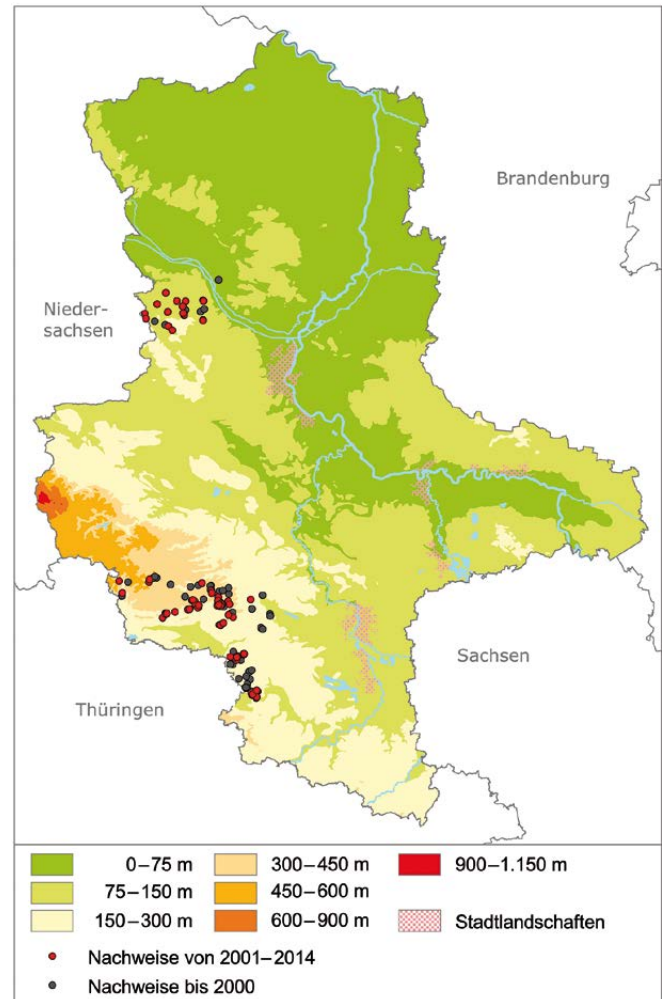 Brandenburg
Nieder-
sachsen
Sachsen
Thüringen
0–75 m
300–450 m
900–1.150 m
75–150 m
450–600 m
150–300 m
600–900 m
Stadtlandschaften
Nachweise von 2001–2014
Nachweise bis 2000